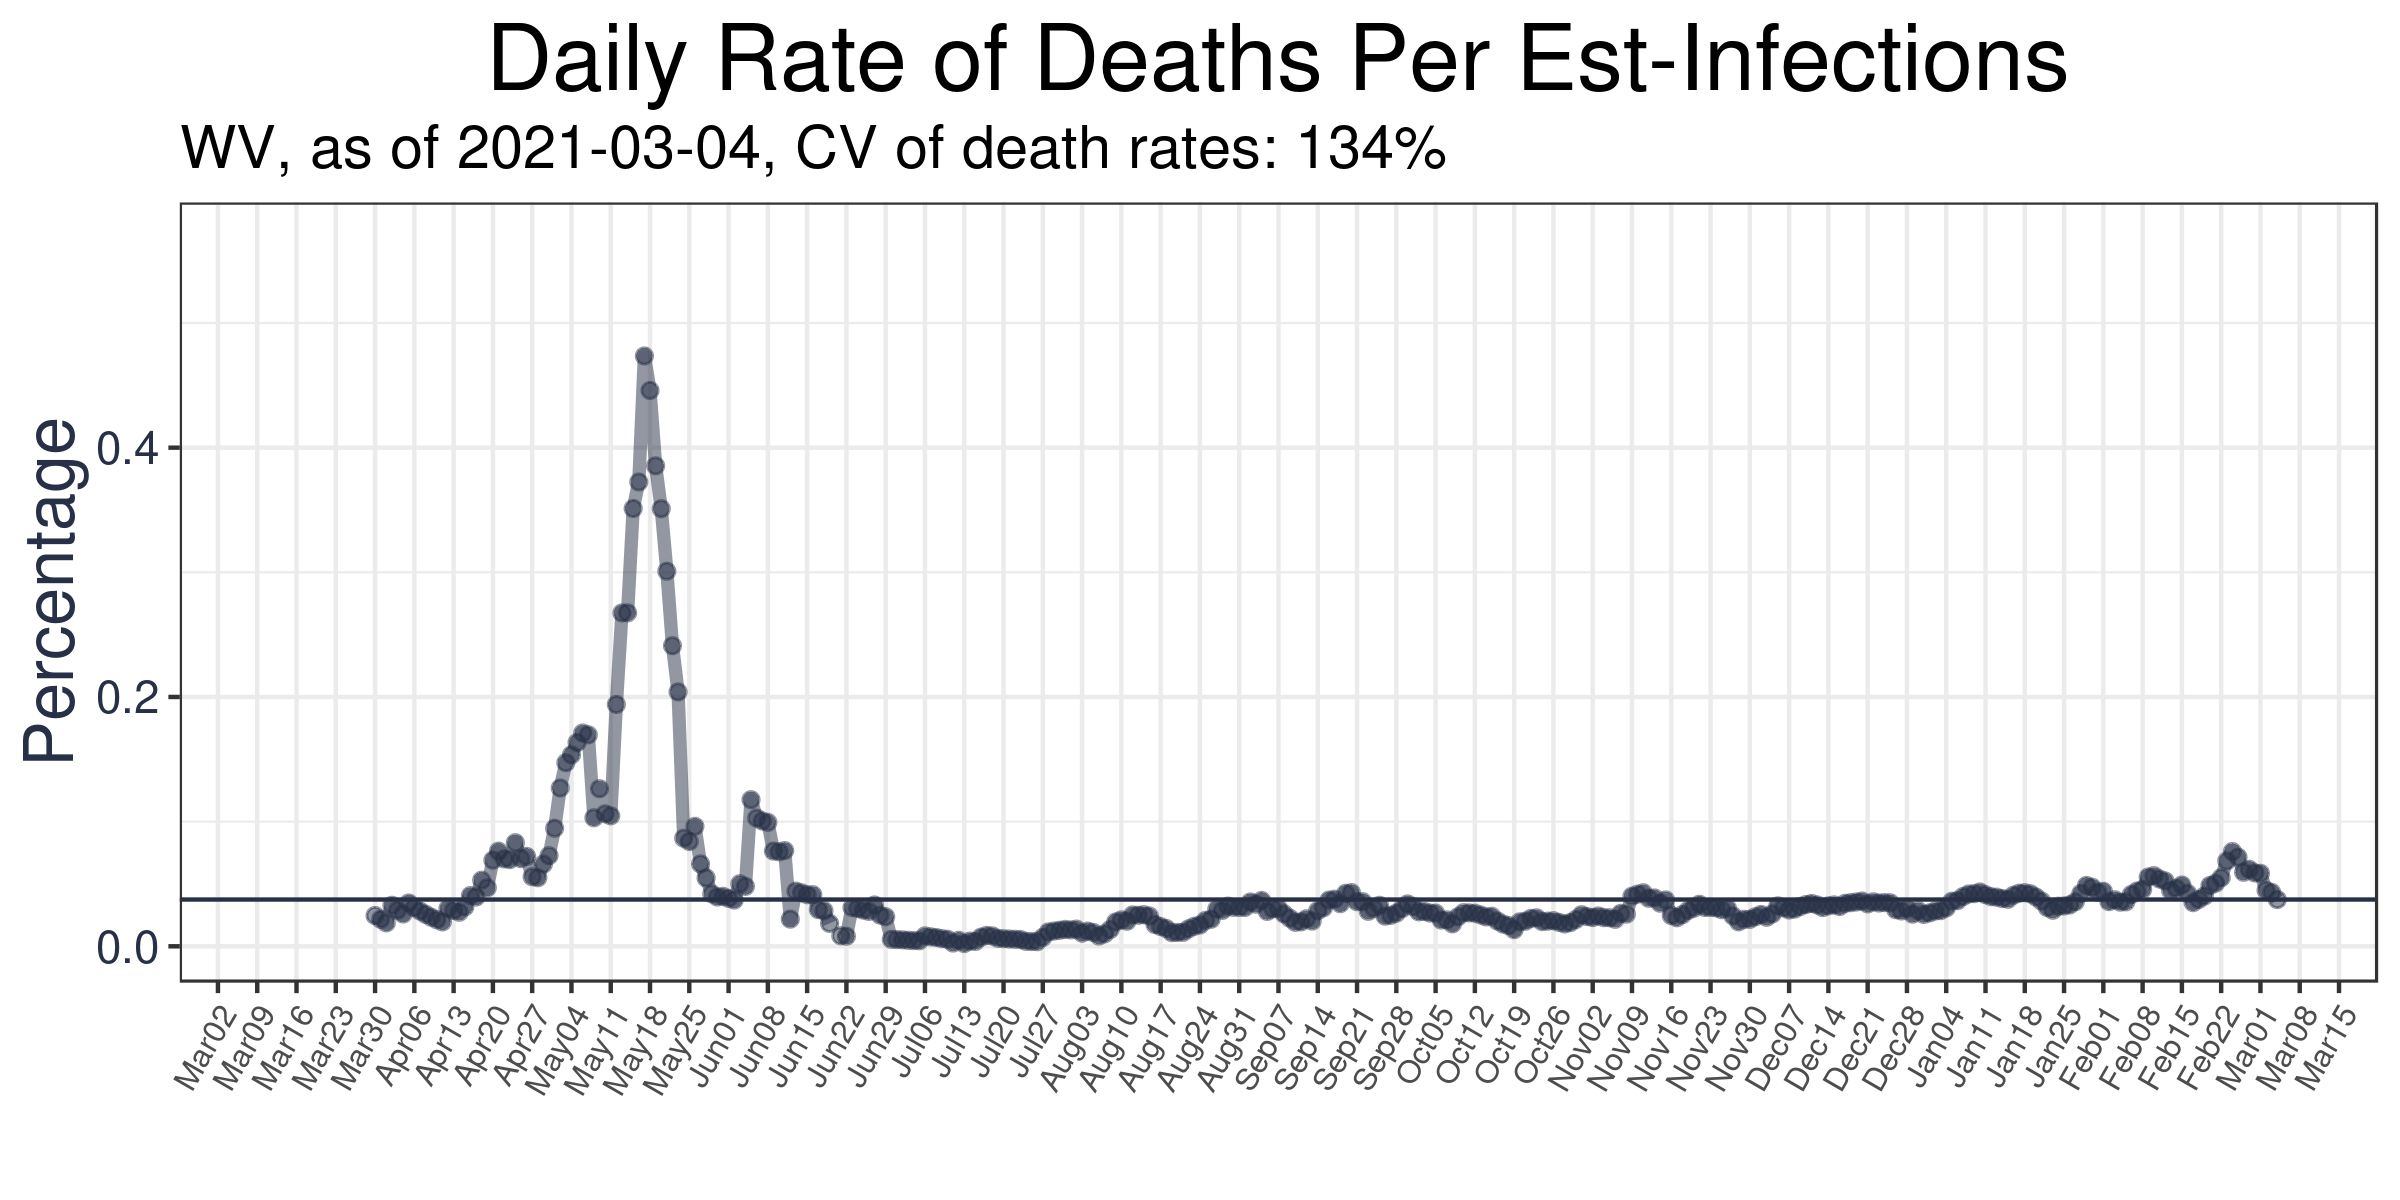 Daily Rate of Deaths Per Est-Infections
WV, as of 2021-03-04, CV of death rates: 134%
Percentage
0.4
0.2
0.0
Mar02
Mar09
Mar16
Mar23
Mar30
Apr06
Apr13
Apr20
Apr27
May04
May11
May18
May25
Jun01
Jun08
Jun15
Jun22
Jun29
Jul06
Jul13
Jul20
Jul27
Aug03
Aug10
Aug17
Aug24
Aug31
Sep07
Sep14
Sep21
Sep28
Oct05
Oct12
Oct19
Oct26
Nov02
Nov09
Nov16
Nov23
Nov30
Dec07
Dec14
Dec21
Dec28
Jan04
Jan11
Jan18
Jan25
Feb01
Feb08
Feb15
Feb22
Mar01
Mar08
Mar15